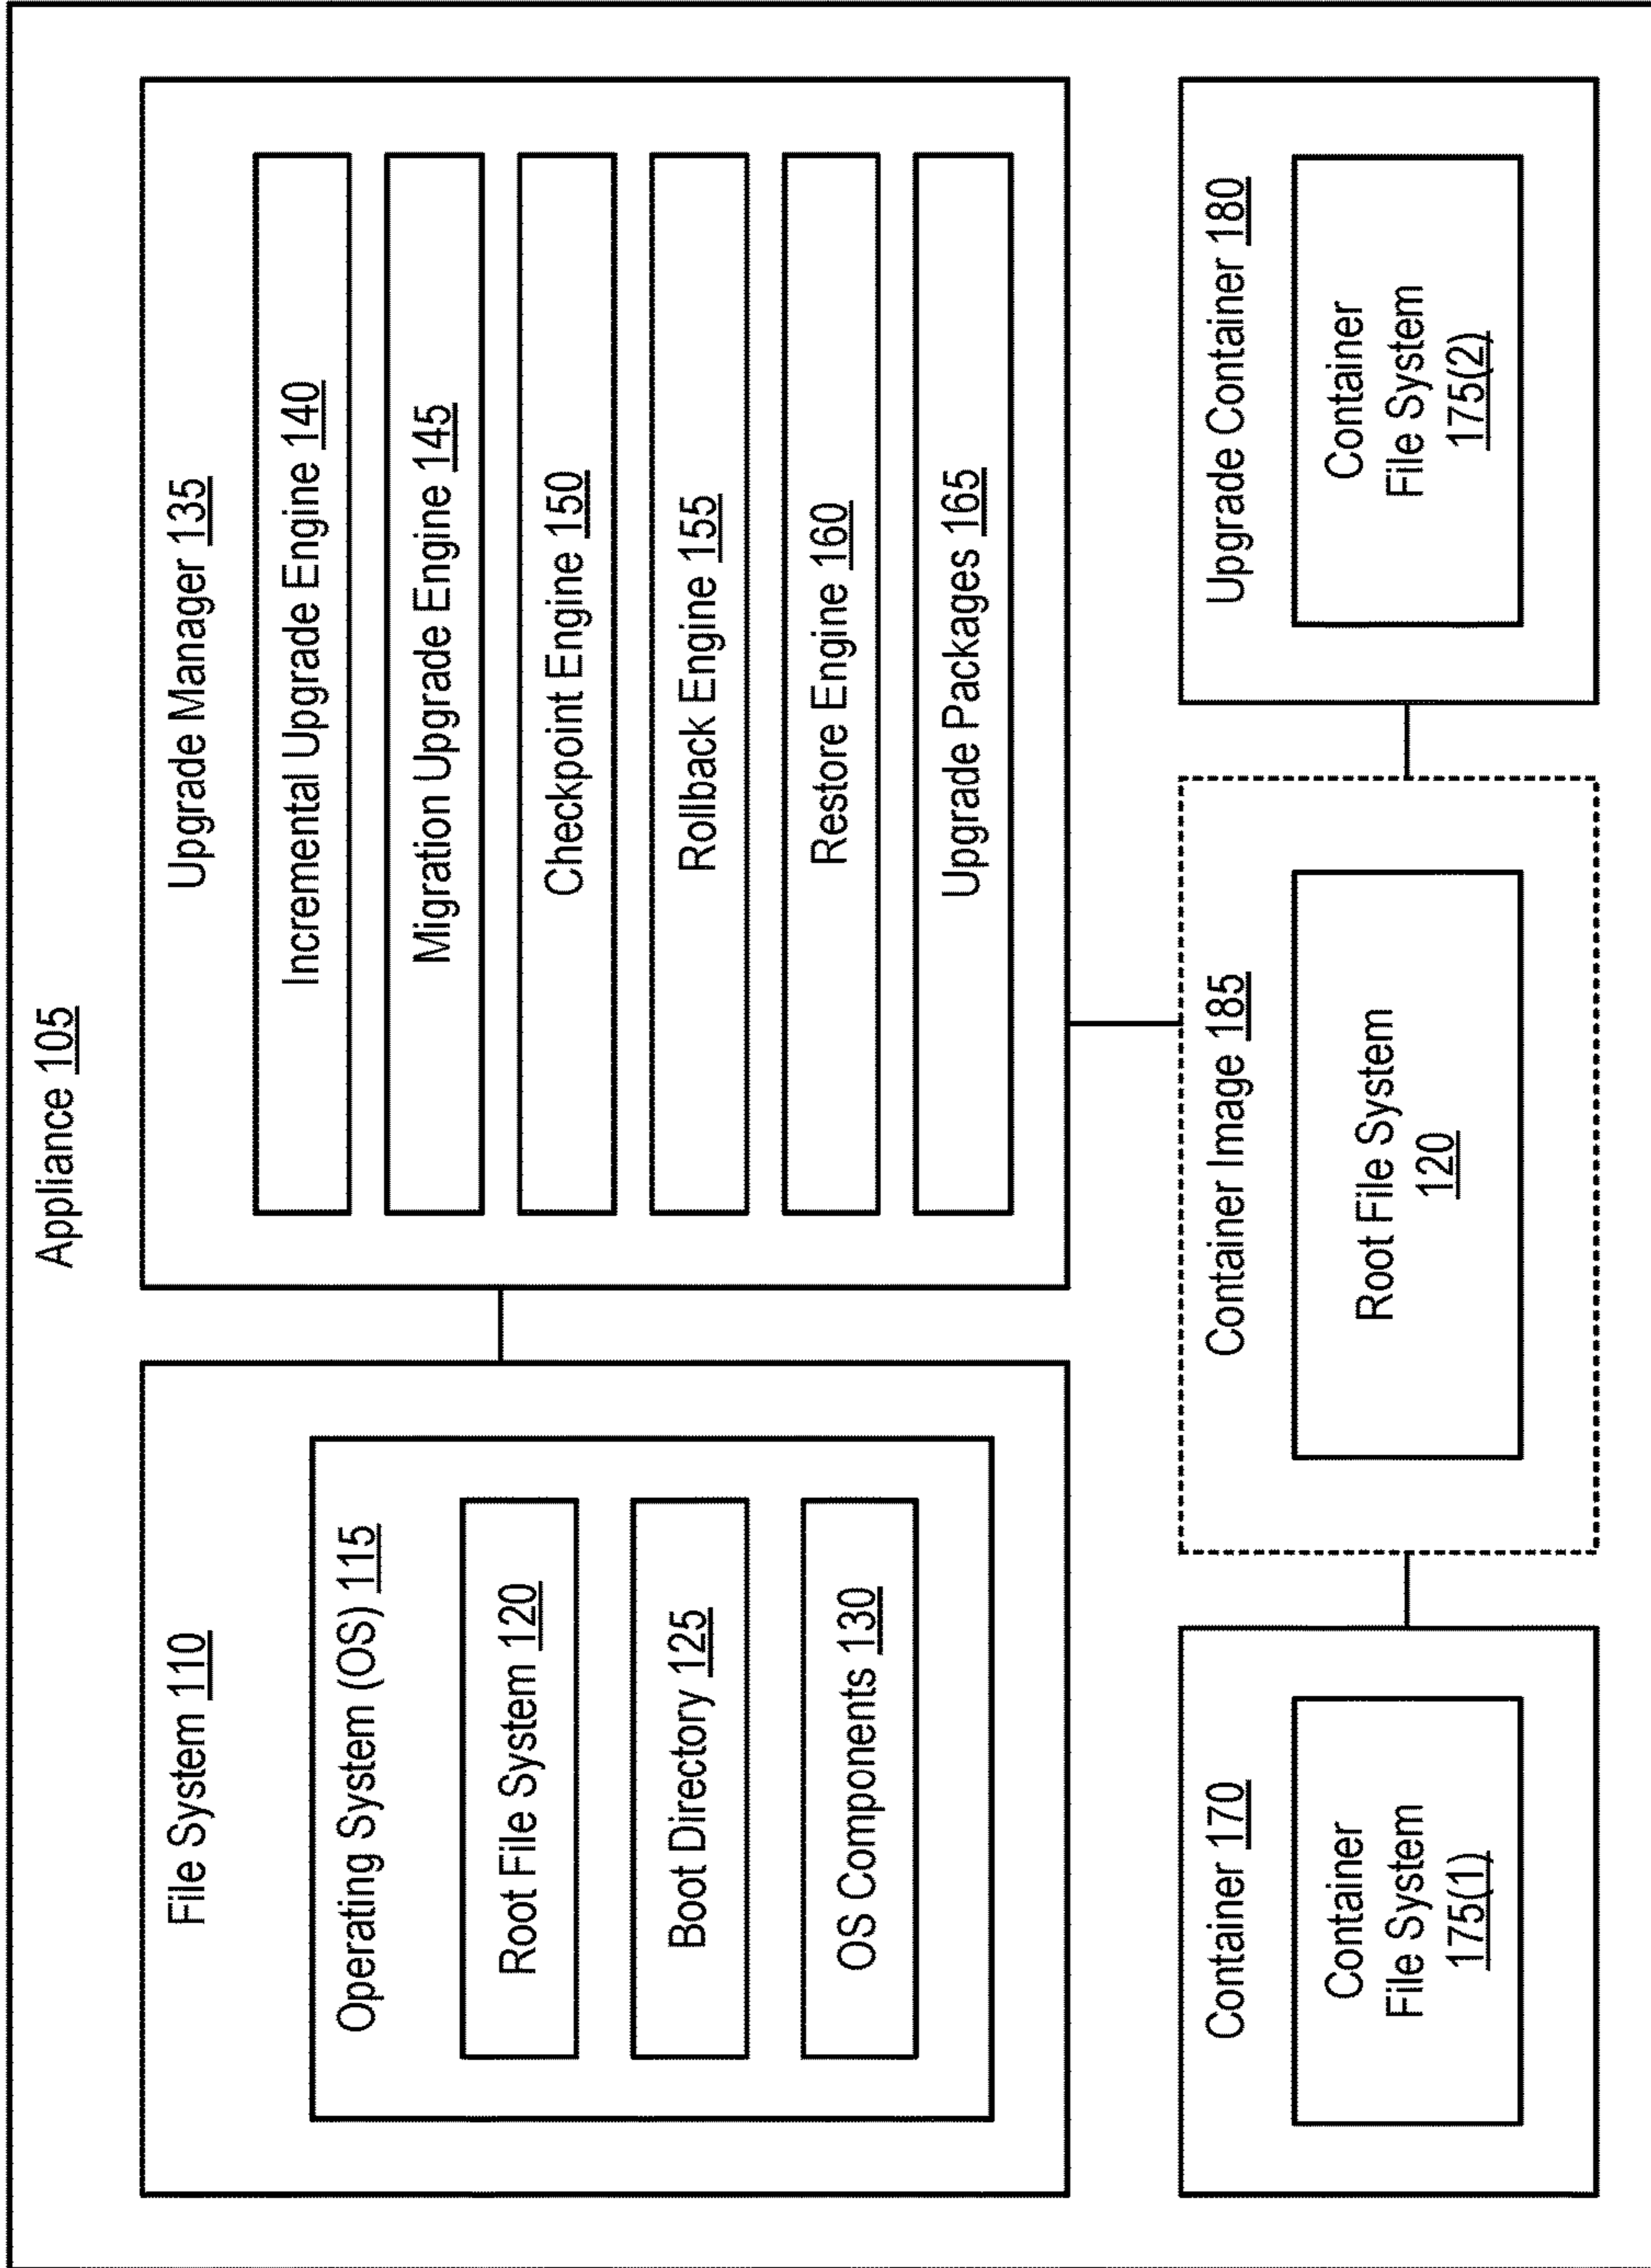 Appliance 105
File System 110
Operating System (OS) 115
Root File System 120
Boot Directory 125
OS Components 130
Upgrade Manager 135
Incremental Upgrade Engine 140
Migration Upgrade Engine 145
Checkpoint Engine 150
Rollback Engine 155
Restore Engine 160
Upgrade Packages 165
Container 170
Container
File System
175(1)
Container Image 185
Root File System
120
Upgrade Container 180
Container
File System
175(2)